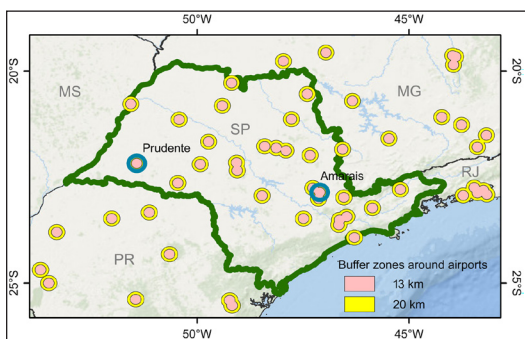 50°W
45°W
20°S
20°S
MS
MG
SP
Prudente
Amarais
RJ
PR
Buffer zones around airports
13 km
20 km
25°S
25°S
50°W
45°W